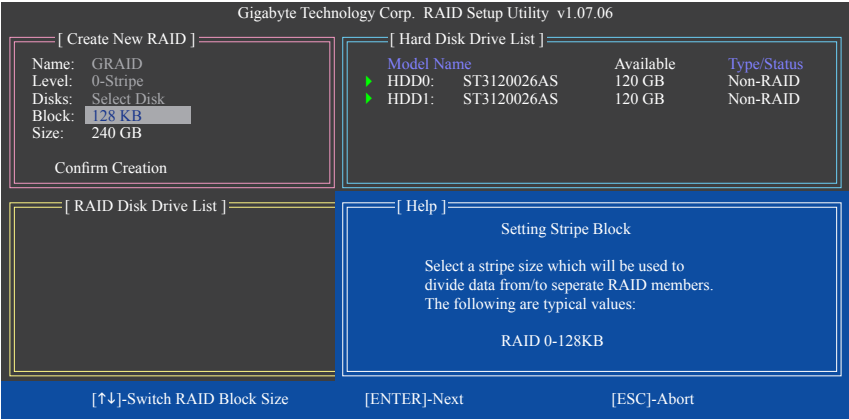 Gigabyte Technology Corp. RAID Setup Utility v1.07.06
[ Create New RAID ]
Name: GRAID
Level: 0-Stripe
Disks: Select Disk
Block: 128 KB
Size: 240 GB
Confirm Creation
[ Hard Disk Drive List ]
Model Name Available Type/Status
HDD0: ST3120026AS 120 GB Non-RAID
HDD1: ST3120026AS 120 GB Non-RAID
[ RAID Disk Drive List ]
[ Help ]
Setting Stripe Block
Select a stripe size which will be used to
divide data from/to seperate RAID members.
The following are typical values:
RAID 0-128KB
[↑↓]-Switch RAID Block Size [ENTER]-Next [ESC]-Abort